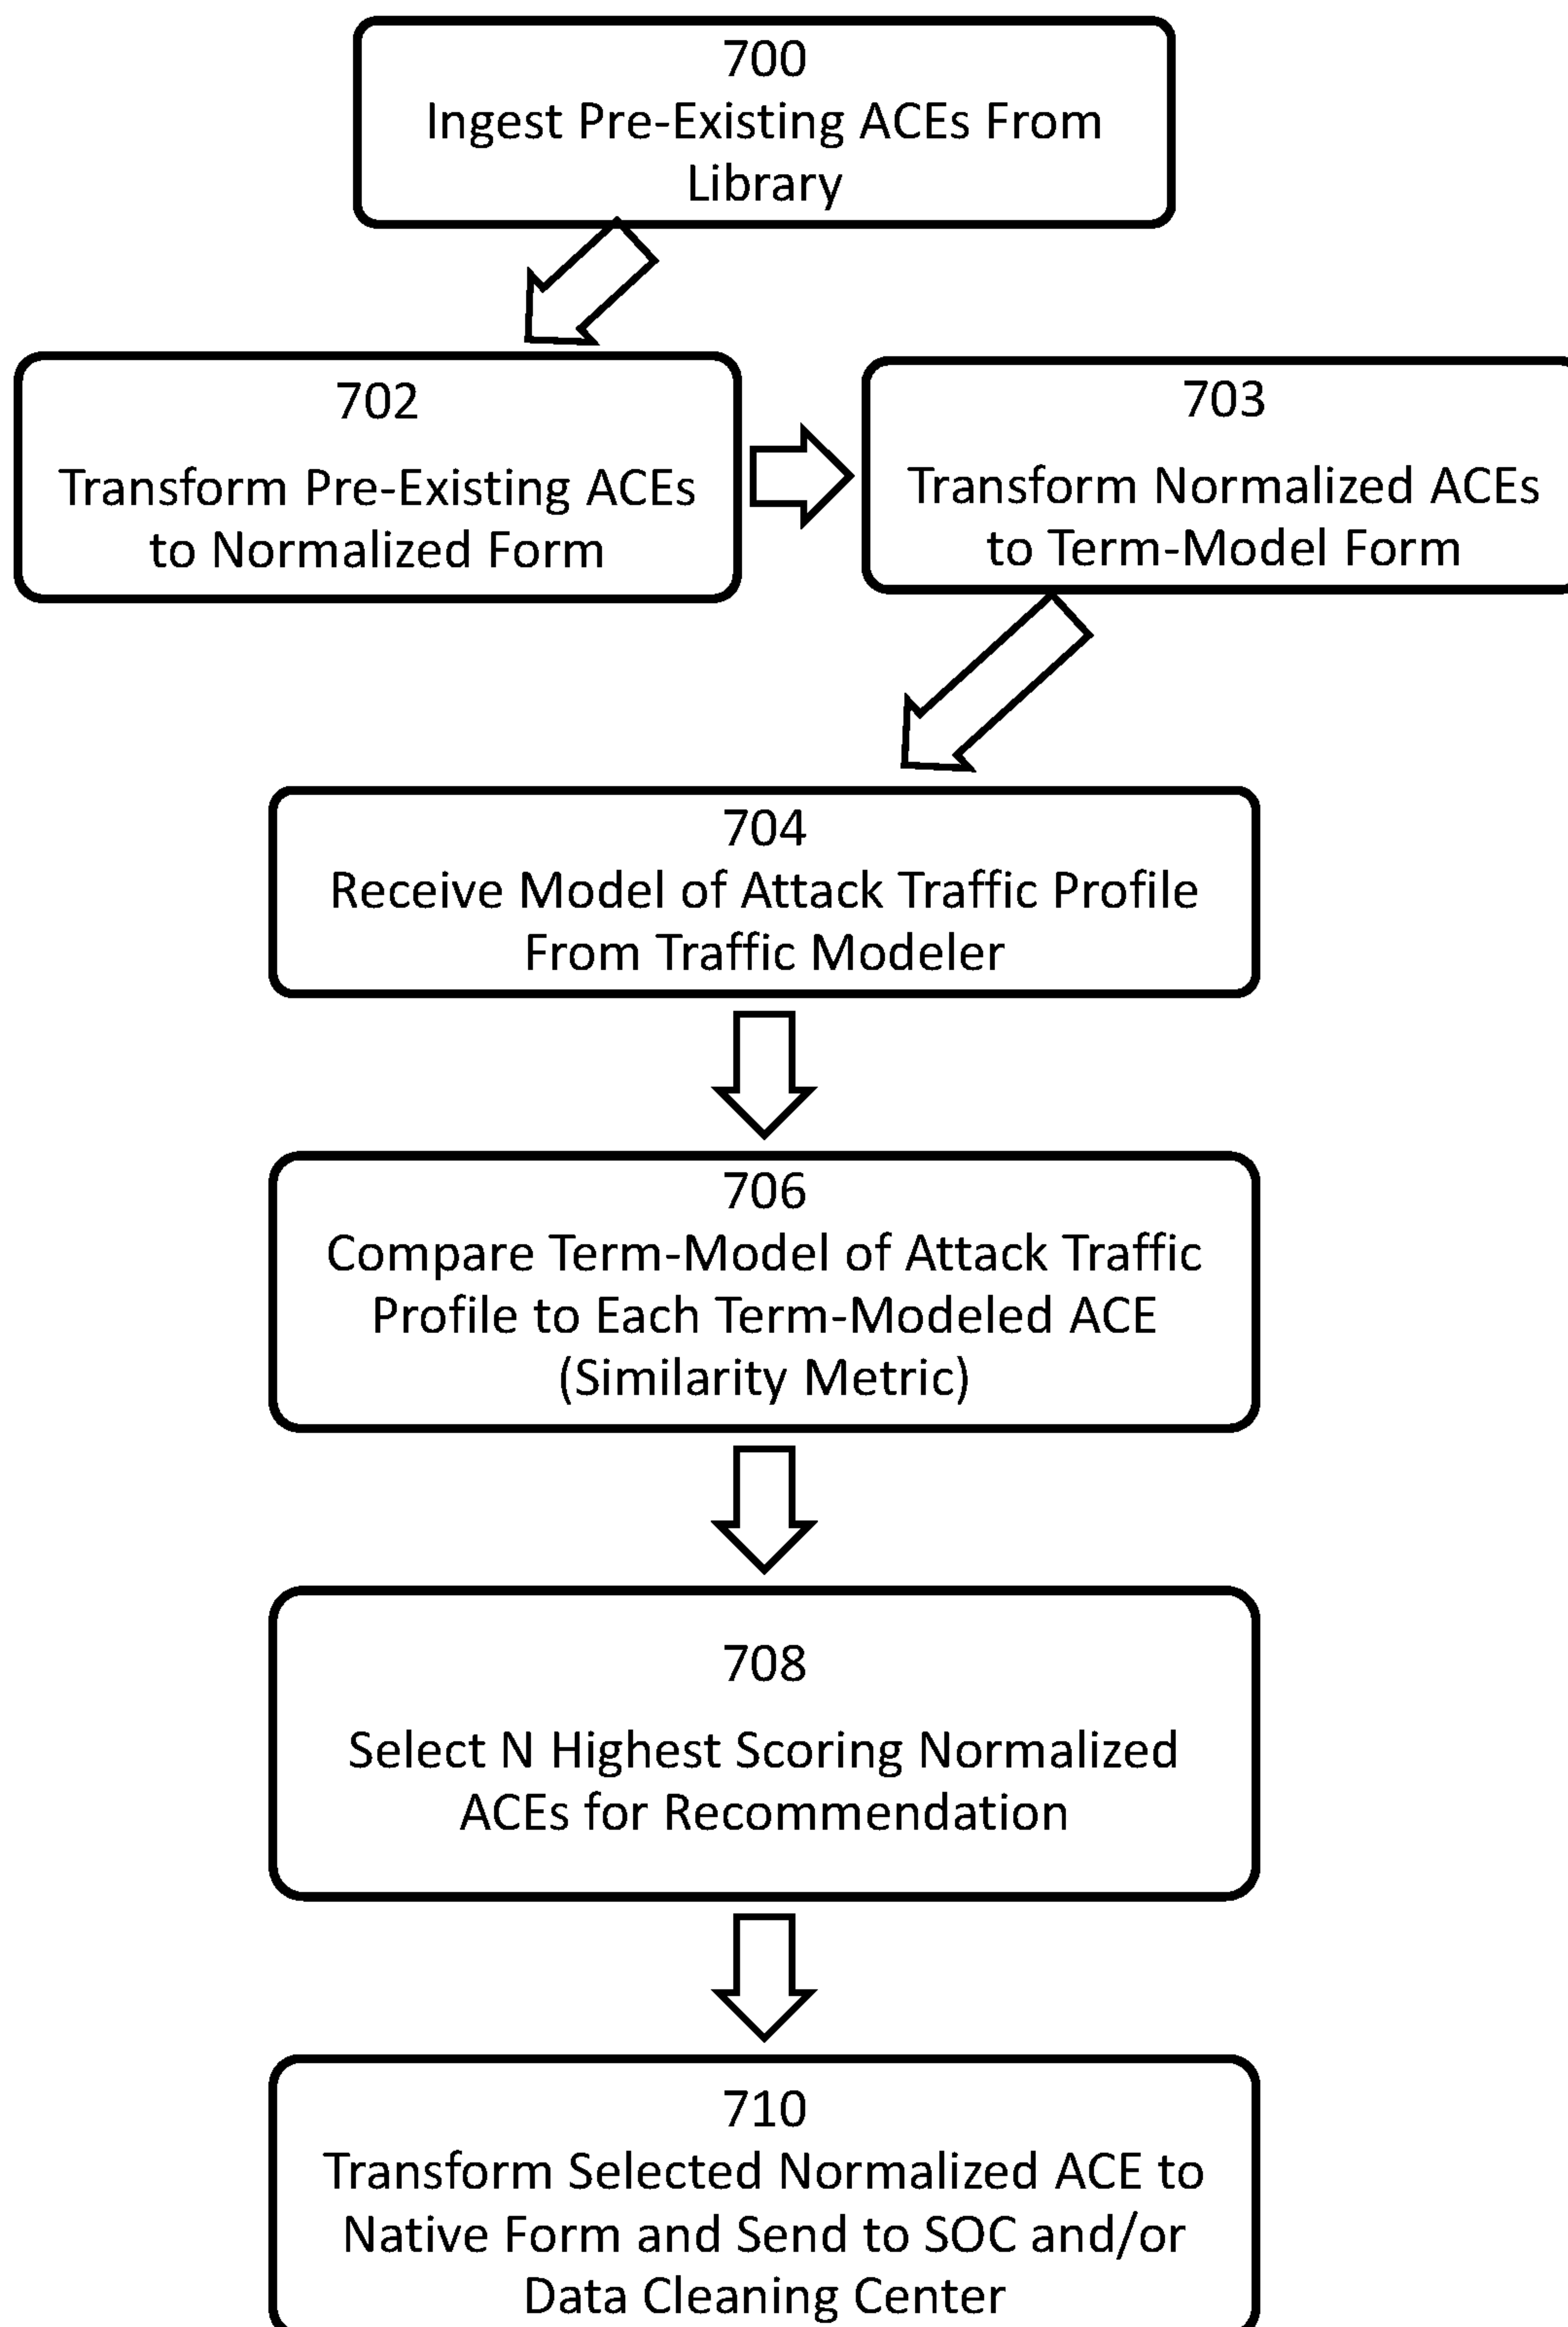 700
Ingest Pre-Existing ACEs From
Library
702
Transform Pre-Existing ACEs
to Normalized Form
703
Transform Normalized ACEs
to Term-Model Form
704
Receive Model of Attack Traffic Profile
From Traffic Modeler
706
Compare Term-Model of Attack Traffic
Profile to Each Term-Modeled ACE
(Similarity Metric)
708
Select N Highest Scoring Normalized
ACEs for Recommendation
710
Transform Selected Normalized ACE to
Native Form and Send to SOC and/or
Data Cleaning Center